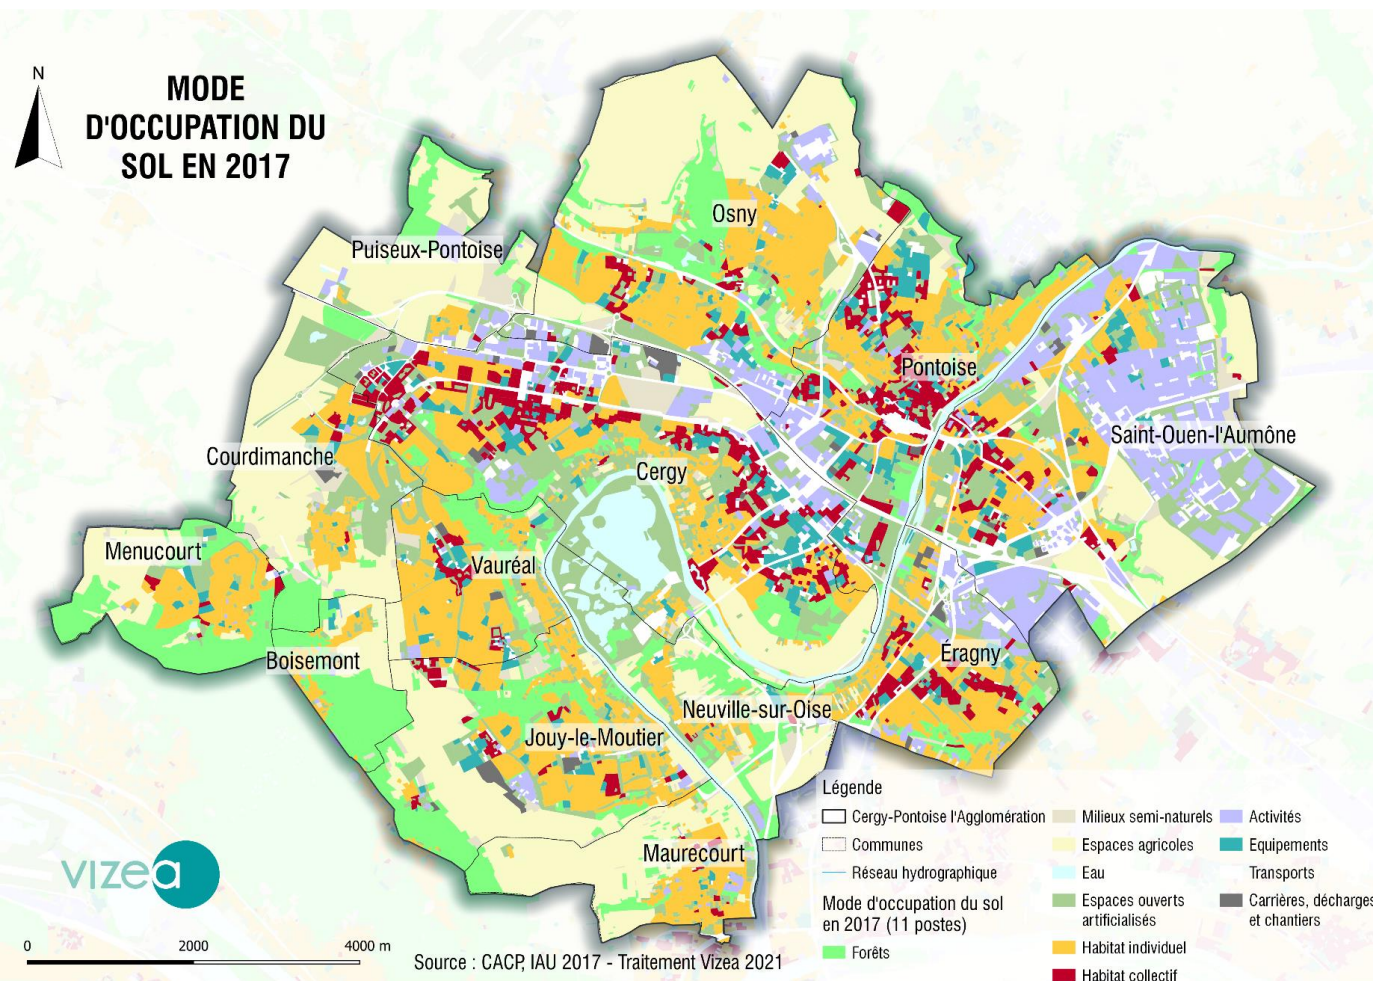 N
MODE
D'OCCUPATION DU
SOL EN 2017
Osny
Puiseux-Pontoise
Pontoise
Saint-Ouen-l'Aumône
Courdimanche
Cergy
Menucourt
Vauréal
Boisemont
Éragny
Neuville-sur-Oise
Jouy-le-Moutier
Maurecourt
vizea
0 2000 4000 m
Source : CACP, IAU 2017 - Traitement Vizea 2021
Légende
Cergy-Pontoise l'Agglomération
Communes
Réseau hydrographique
Mode d'occupation du sol
en 2017 (11 postes)
Forêts
Milieux semi-naturels
Espaces agricoles
Eau
Espaces ouverts
artificialisés
Habitat individuel
Habitat collectif
Activités
Equipements
Transports
Carrières, décharges
et chantiers